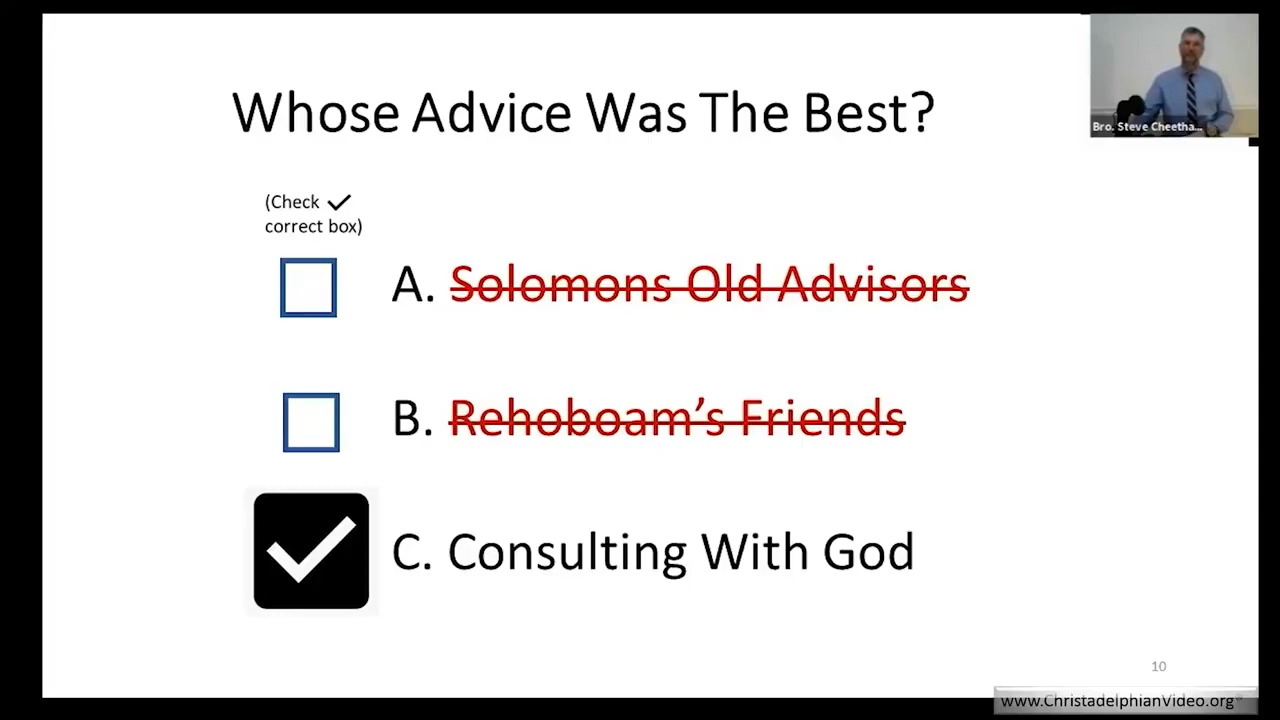 Whose Advice Was The Best?
Bro. Steve Cheetha...
(Check ✓
correct box)
A. Solomons Old Advisors
B. Rehoboam’s Friends
C. Consulting With God
10
www.ChristadelphianVideo.org